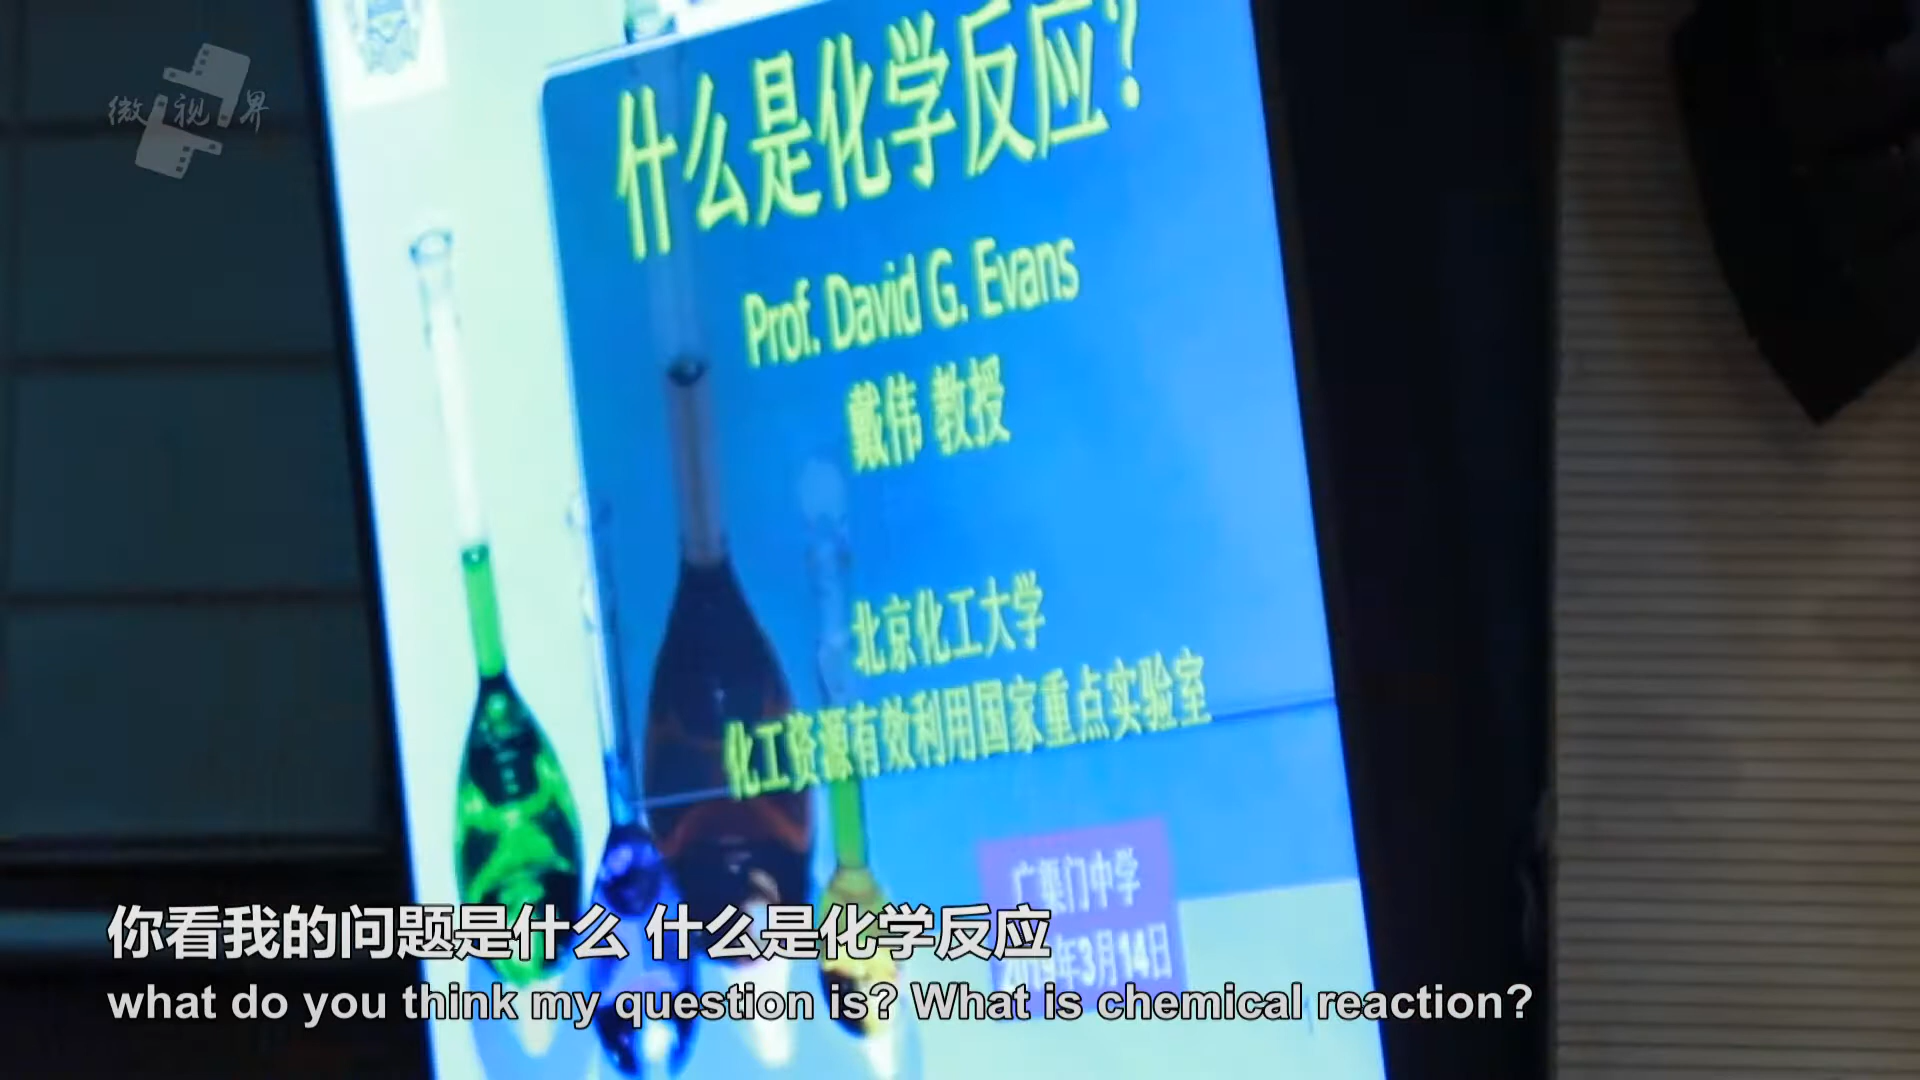 微视界
什么是化学反应?
Prof. David G. Evans
戴伟 教授
北京化工大学
化工资源有效利用国家重点实验室
广渠门中学
2019年3月14日
你看我的问题是什么 什么是化学反应
what do you think my question is? What is chemical reaction?